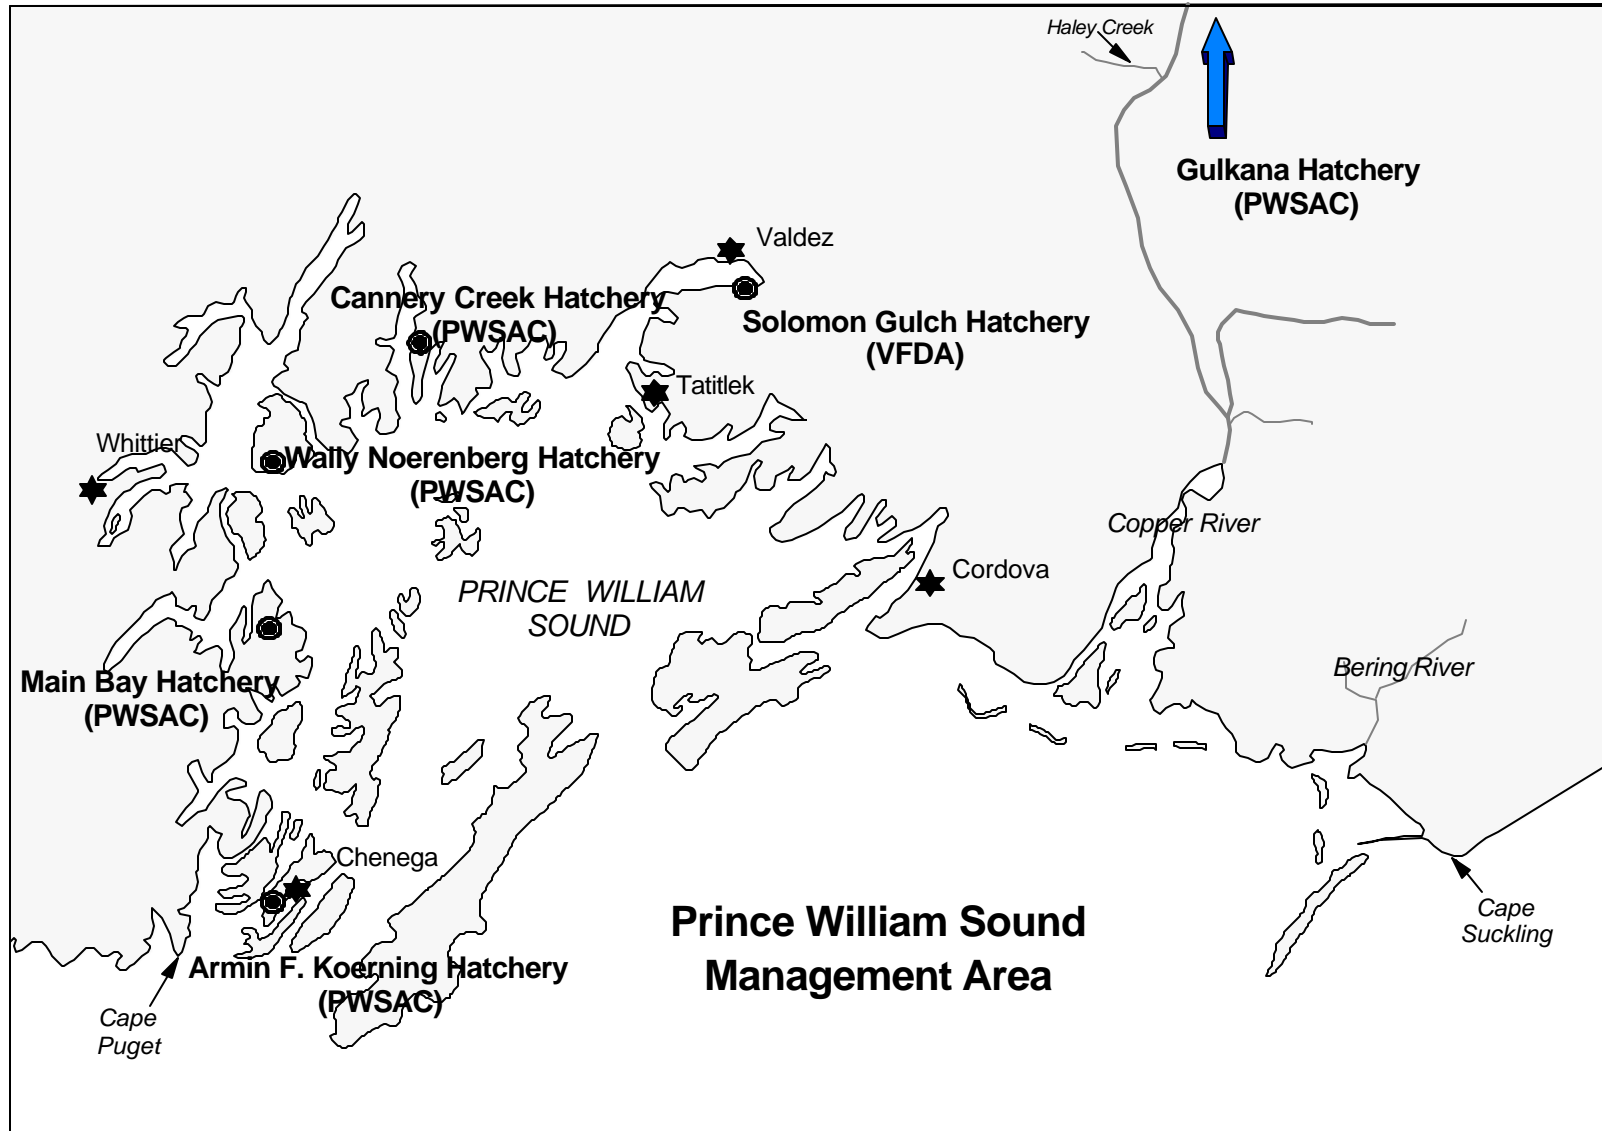 Haley Creek
Gulkana Hatchery
(PWSAC)
Valdez
Cannery Creek Hatchery
(PWSAC)
Solomon Gulch Hatchery
(VFDA)
Tatitlek
Whittier
Wally Noerenberg Hatchery
(PWSAC)
Copper River
Cordova
PRINCE WILLIAM
SOUND
Bering River
Main Bay Hatchery
(PWSAC)
Chenega
Prince William Sound
Management Area
Cape
Suckling
Armin F. Koerning Hatchery
(PWSAC)
Cape
Puget